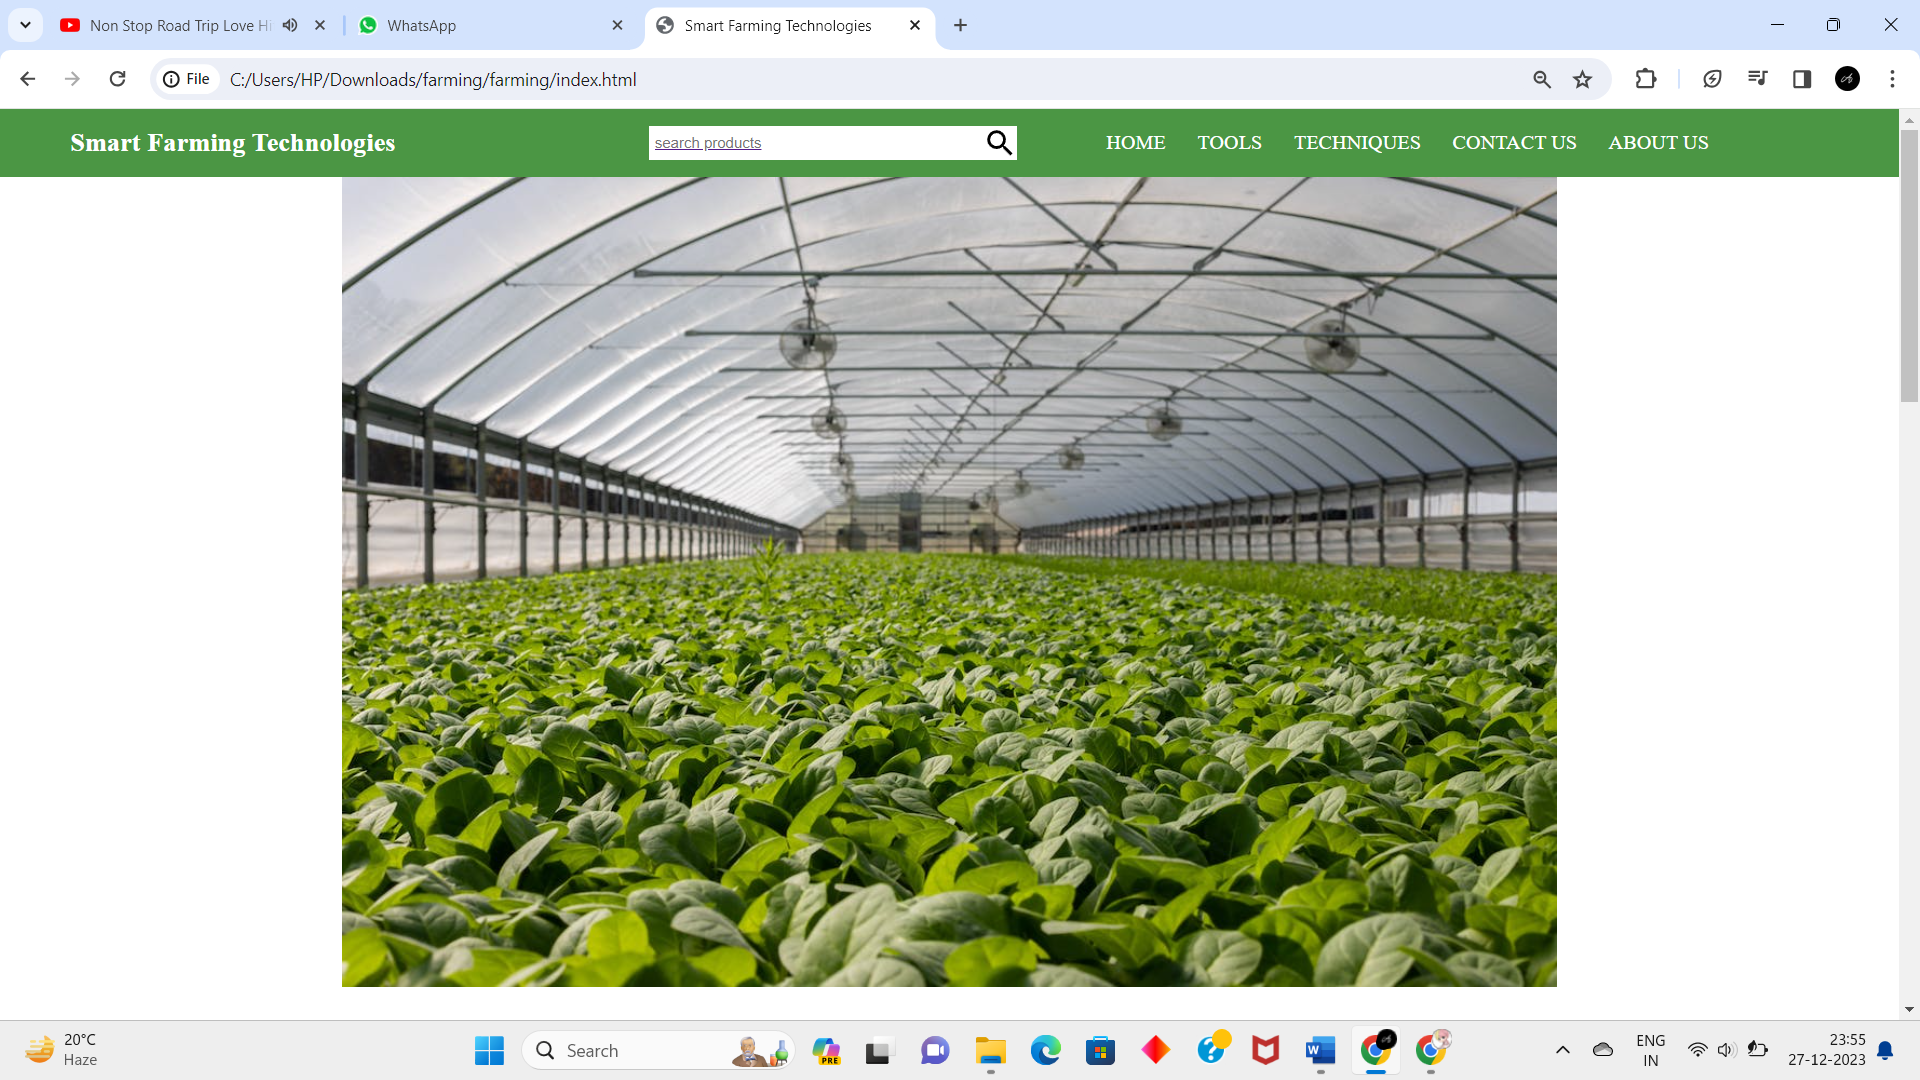 Non Stop Road Trip Love Hi
WhatsApp
Smart Farming Technologies
File
C:/Users/HP/Downloads/farming/farming/index.html
Smart Farming Technologies
search products
HOME
TOOLS
TECHNIQUES
CONTACT US
ABOUT US
20°C
Haze
Search
PRE
W
ENG
IN
23:55
27-12-2023